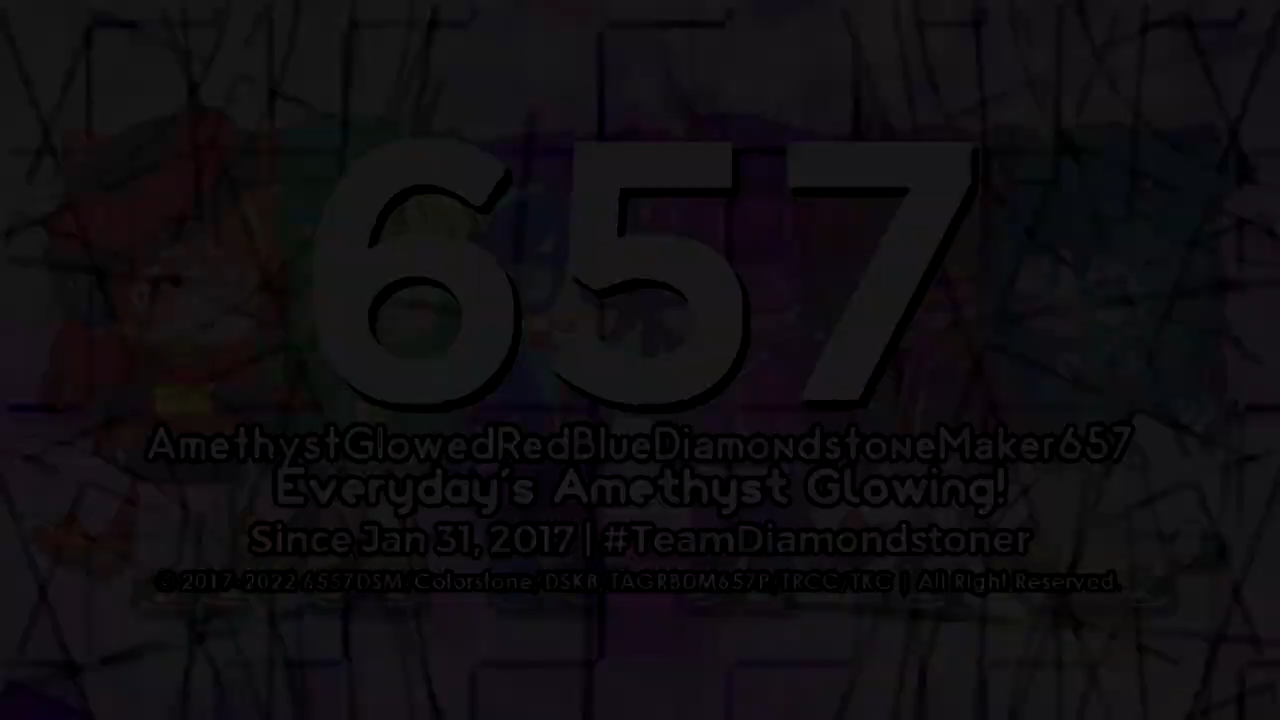 657
AmethystGlowedRedBlueDiamondstoneMaker657
Everyday's Amethyst Glowing!
Since Jan 31, 2017 | #TeamDiamondstoner
© 2017-2022 6557DSM/Colorstone/DSKB/TAGRBDM657P/TRCC/TKC | All Right Reserved.